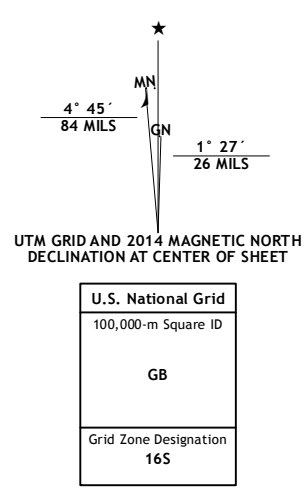 ★
MN
4° 45´
84 MILS
GN
1° 27´
26 MILS
UTM GRID AND 2014 MAGNETIC NORTH
DECLINATION AT CENTER OF SHEET
U.S. National Grid
100,000-m Square ID
GB
Grid Zone Designation
16S